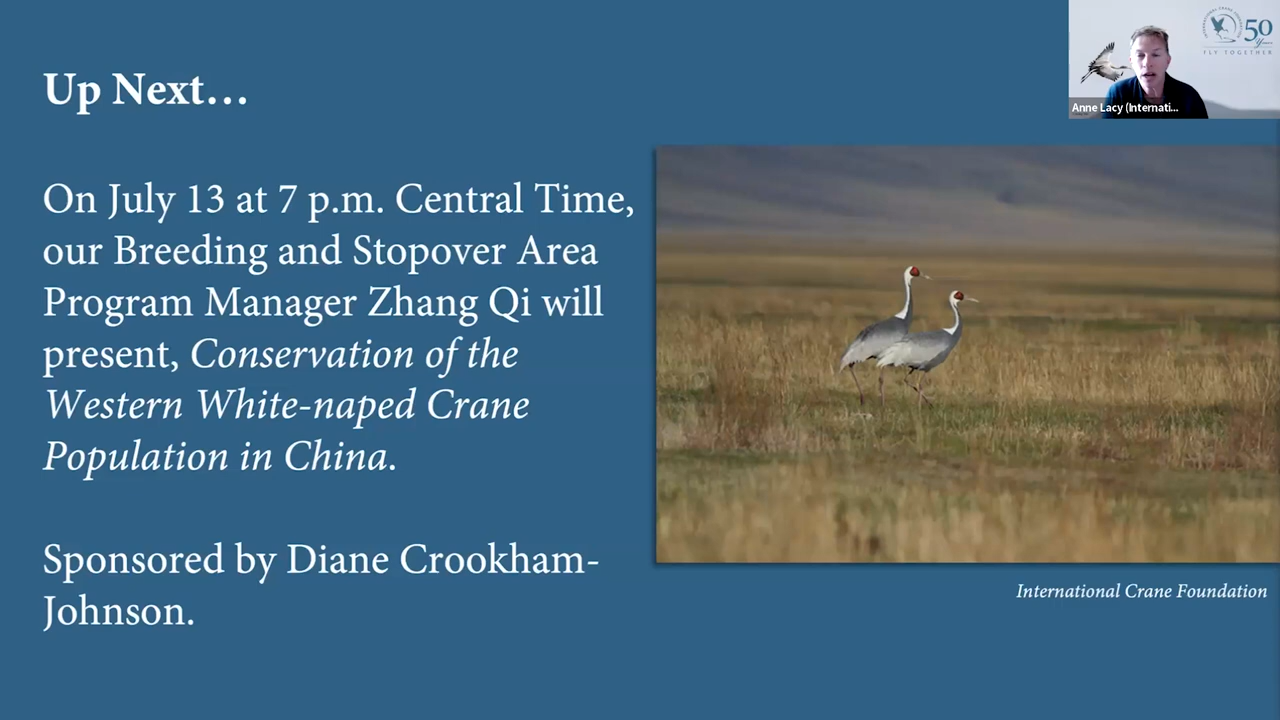 Up Next…
On July 13 at 7 p.m. Central Time,
our Breeding and Stopover Area
Program Manager Zhang Qi will
present, Conservation of the
Western White-naped Crane
Population in China.
Sponsored by Diane Crookham-
Johnson.
International Crane Foundation
50
Years
FLY TOGETHER
Anne Lacy (Internati...